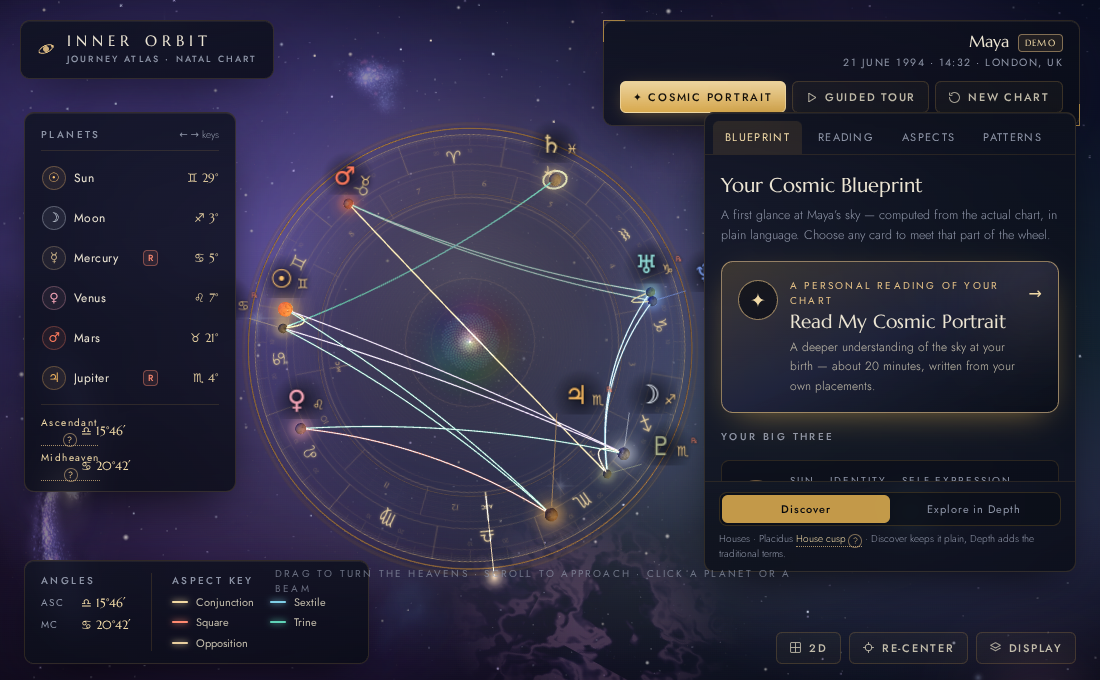 INNER ORBIT
JOURNEY ATLAS · NATAL CHART
Maya DEMO
21 JUNE 1994 · 14:32 · LONDON, UK
✦ COSMIC PORTRAIT
GUIDED TOUR
NEW CHART
PLANETS
←→ keys
☉ Sun ♊ 29°
☽ Moon ♐ 3°
☿ Mercury R ♋ 5°
♀ Venus ♌ 7°
♂ Mars ♉ 21°
♃ Jupiter R ♏ 4°
Ascendant ? ♎ 15°46′
Midheaven ? ♋ 20°42′
BLUEPRINT READING ASPECTS PATTERNS
Your Cosmic Blueprint
A first glance at Maya's sky — computed from the actual chart, in
plain language. Choose any card to meet that part of the wheel.
A PERSONAL READING OF YOUR
CHART
Read My Cosmic Portrait
A deeper understanding of the sky at your
birth — about 20 minutes, written from your
own placements.
→
YOUR BIG THREE
SUN · IDENTITY · SELF EXPRESSION
Discover
Explore in Depth
Houses · Placidus House cusp ? · Discover keeps it plain, Depth adds the
traditional terms.
ANGLES
ASC ♎ 15°46′
MC ♋ 20°42′
ASPECT KEY
Conjunction
Sextile
Square
Trine
Opposition
DRAG TO TURN THE HEAVENS · SCROLL TO APPROACH · CLICK A PLANET OR A
BEAM
2D
RE-CENTER
DISPLAY